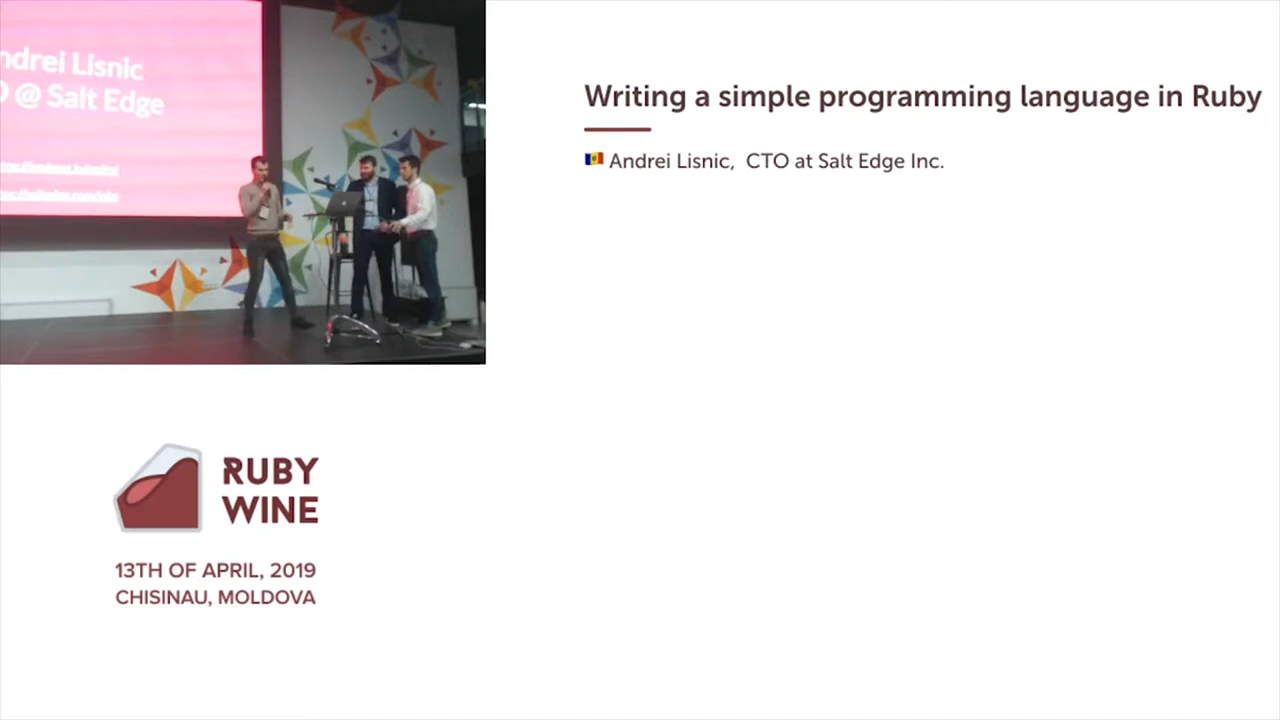 ndrei Lisnic
O @ Salt Edge
Writing a simple programming language in Ruby
Andrei Lisnic, CTO at Salt Edge Inc.
RUBY
WINE
13TH OF APRIL, 2019
CHISINAU, MOLDOVA